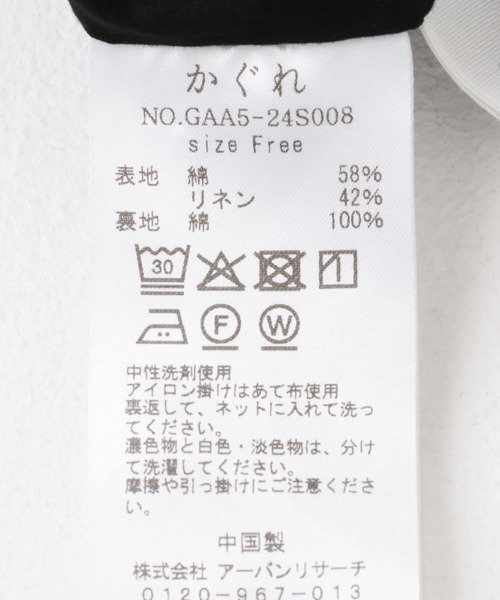 かぐれ
NO.GAA5-24S008
size Free
表地 綿 58%
リネン 42%
裏地 綿 100%
30
F W
中性洗剤使用
アイロン掛けはあて布使用
裏返して、ネットに入れて洗っ
てください。
濃色物と白色・淡色物は、分け
て洗濯してください。
摩擦や引っ掛けにご注意くださ
い。
中国製
株式会社 アーバンリサーチ
0120-967-013